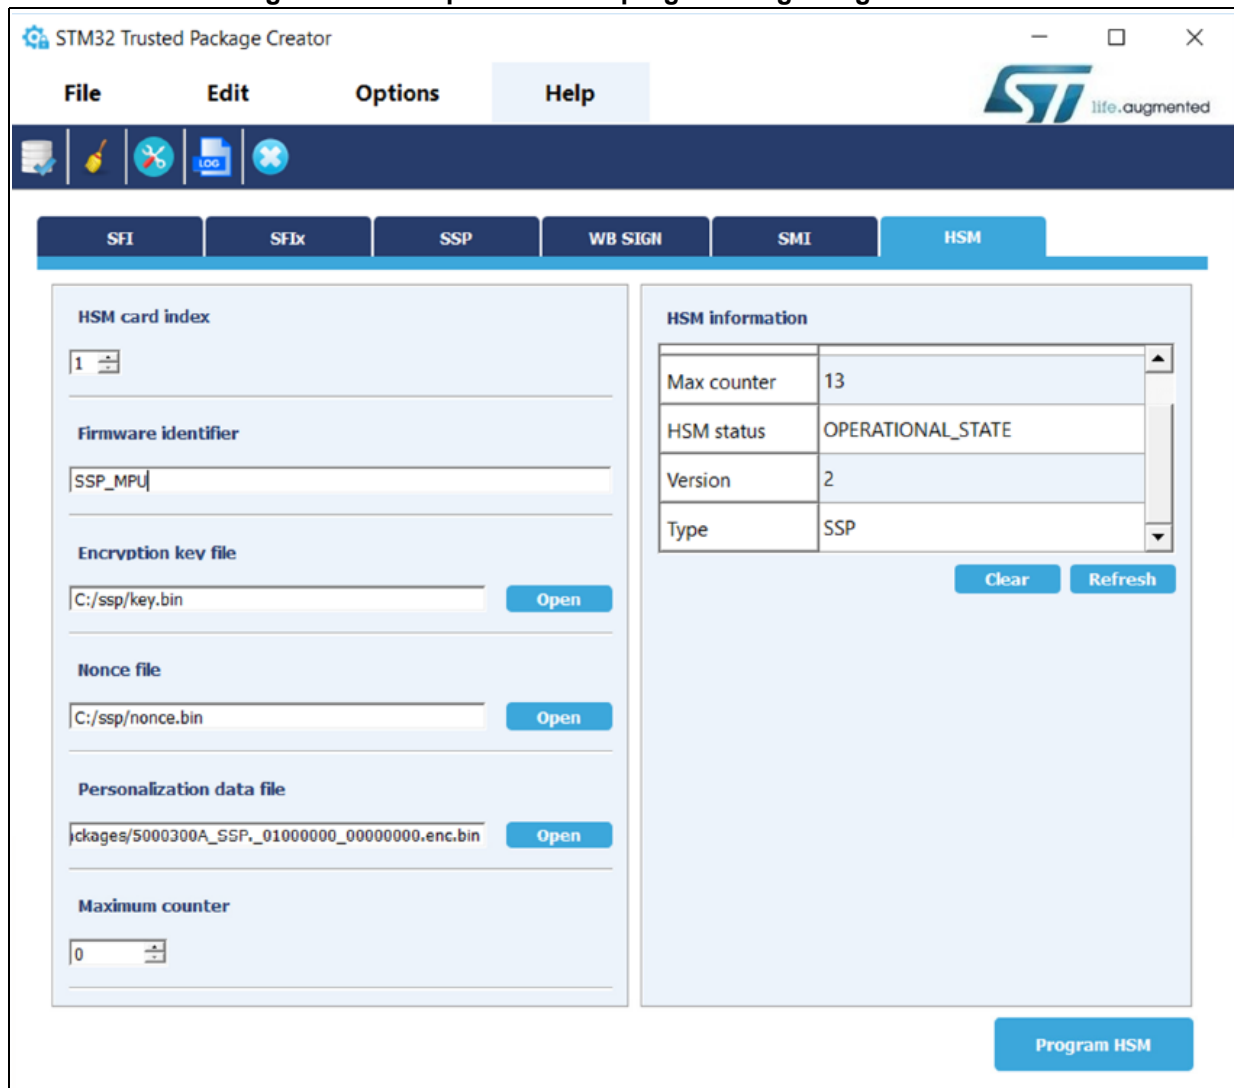 STM32 Trusted Package Creator
File Edit Options Help
ST life.augmented
LOG
SFI SFIx SSP WB SIGN SMI HSM
HSM card index
1
Firmware identifier
SSP_MPU
Encryption key file
C:/ssp/key.bin
Open
Nonce file
C:/ssp/nonce.bin
Open
Personalization data file
ckages/5000300A_SSP._01000000_00000000.enc.bin
Open
Maximum counter
0
HSM information
Max counter 13
HSM status OPERATIONAL_STATE
Version 2
Type SSP
Clear Refresh
Program HSM